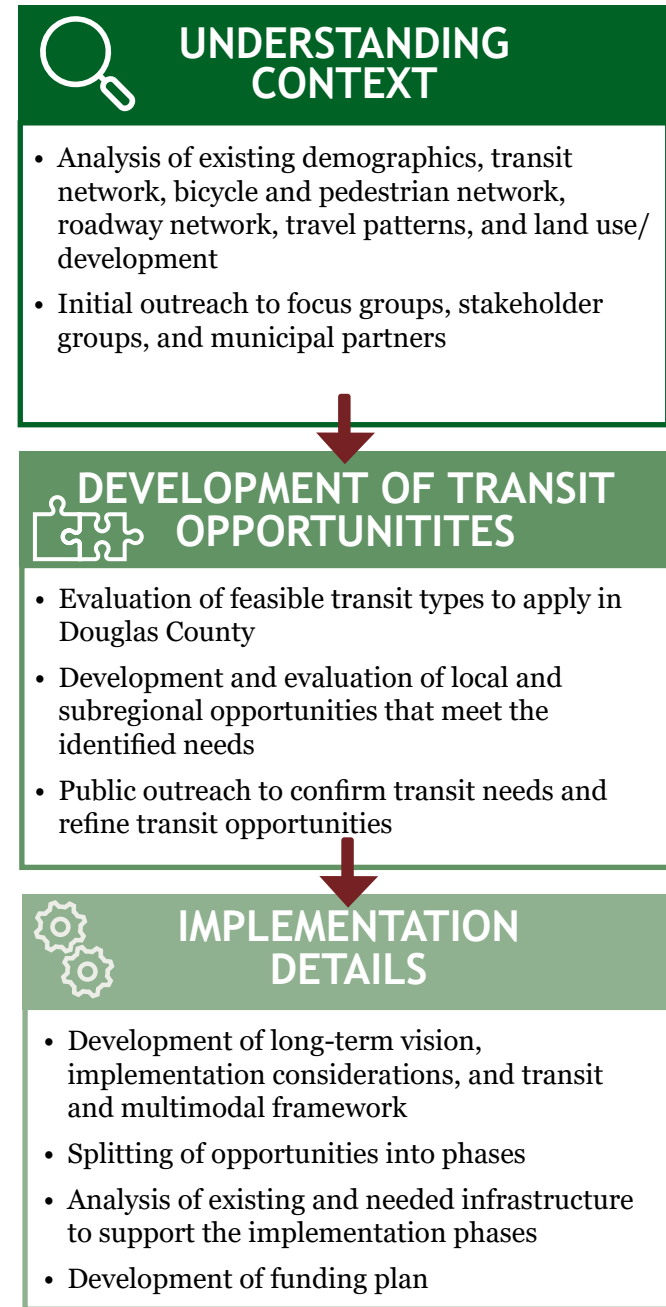 UNDERSTANDING
CONTEXT
• Analysis of existing demographics, transit
network, bicycle and pedestrian network,
roadway network, travel patterns, and land use/
development
• Initial outreach to focus groups, stakeholder
groups, and municipal partners
DEVELOPMENT OF TRANSIT
OPPORTUNITITES
• Evaluation of feasible transit types to apply in
Douglas County
• Development and evaluation of local and
subregional opportunities that meet the
identified needs
• Public outreach to confirm transit needs and
refine transit opportunities
IMPLEMENTATION
DETAILS
• Development of long-term vision,
implementation considerations, and transit
and multimodal framework
• Splitting of opportunities into phases
• Analysis of existing and needed infrastructure
to support the implementation phases
• Development of funding plan